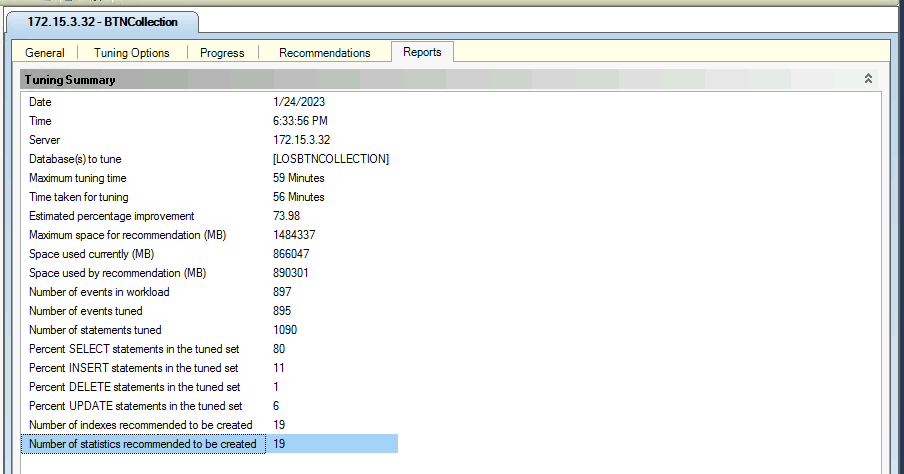 172.15.3.32 - BTNCollection
General Tuning Options Progress Recommendations Reports
Tuning Summary
Date 1/24/2023
Time 6:33:56 PM
Server 172.15.3.32
Database(s) to tune [LOSBTNCOLLECTION]
Maximum tuning time 59 Minutes
Time taken for tuning 56 Minutes
Estimated percentage improvement 73.98
Maximum space for recommendation (MB) 1484337
Space used currently (MB) 866047
Space used by recommendation (MB) 890301
Number of events in workload 897
Number of events tuned 895
Number of statements tuned 1090
Percent SELECT statements in the tuned set 80
Percent INSERT statements in the tuned set 11
Percent DELETE statements in the tuned set 1
Percent UPDATE statements in the tuned set 6
Number of indexes recommended to be created 19
Number of statistics recommended to be created 19